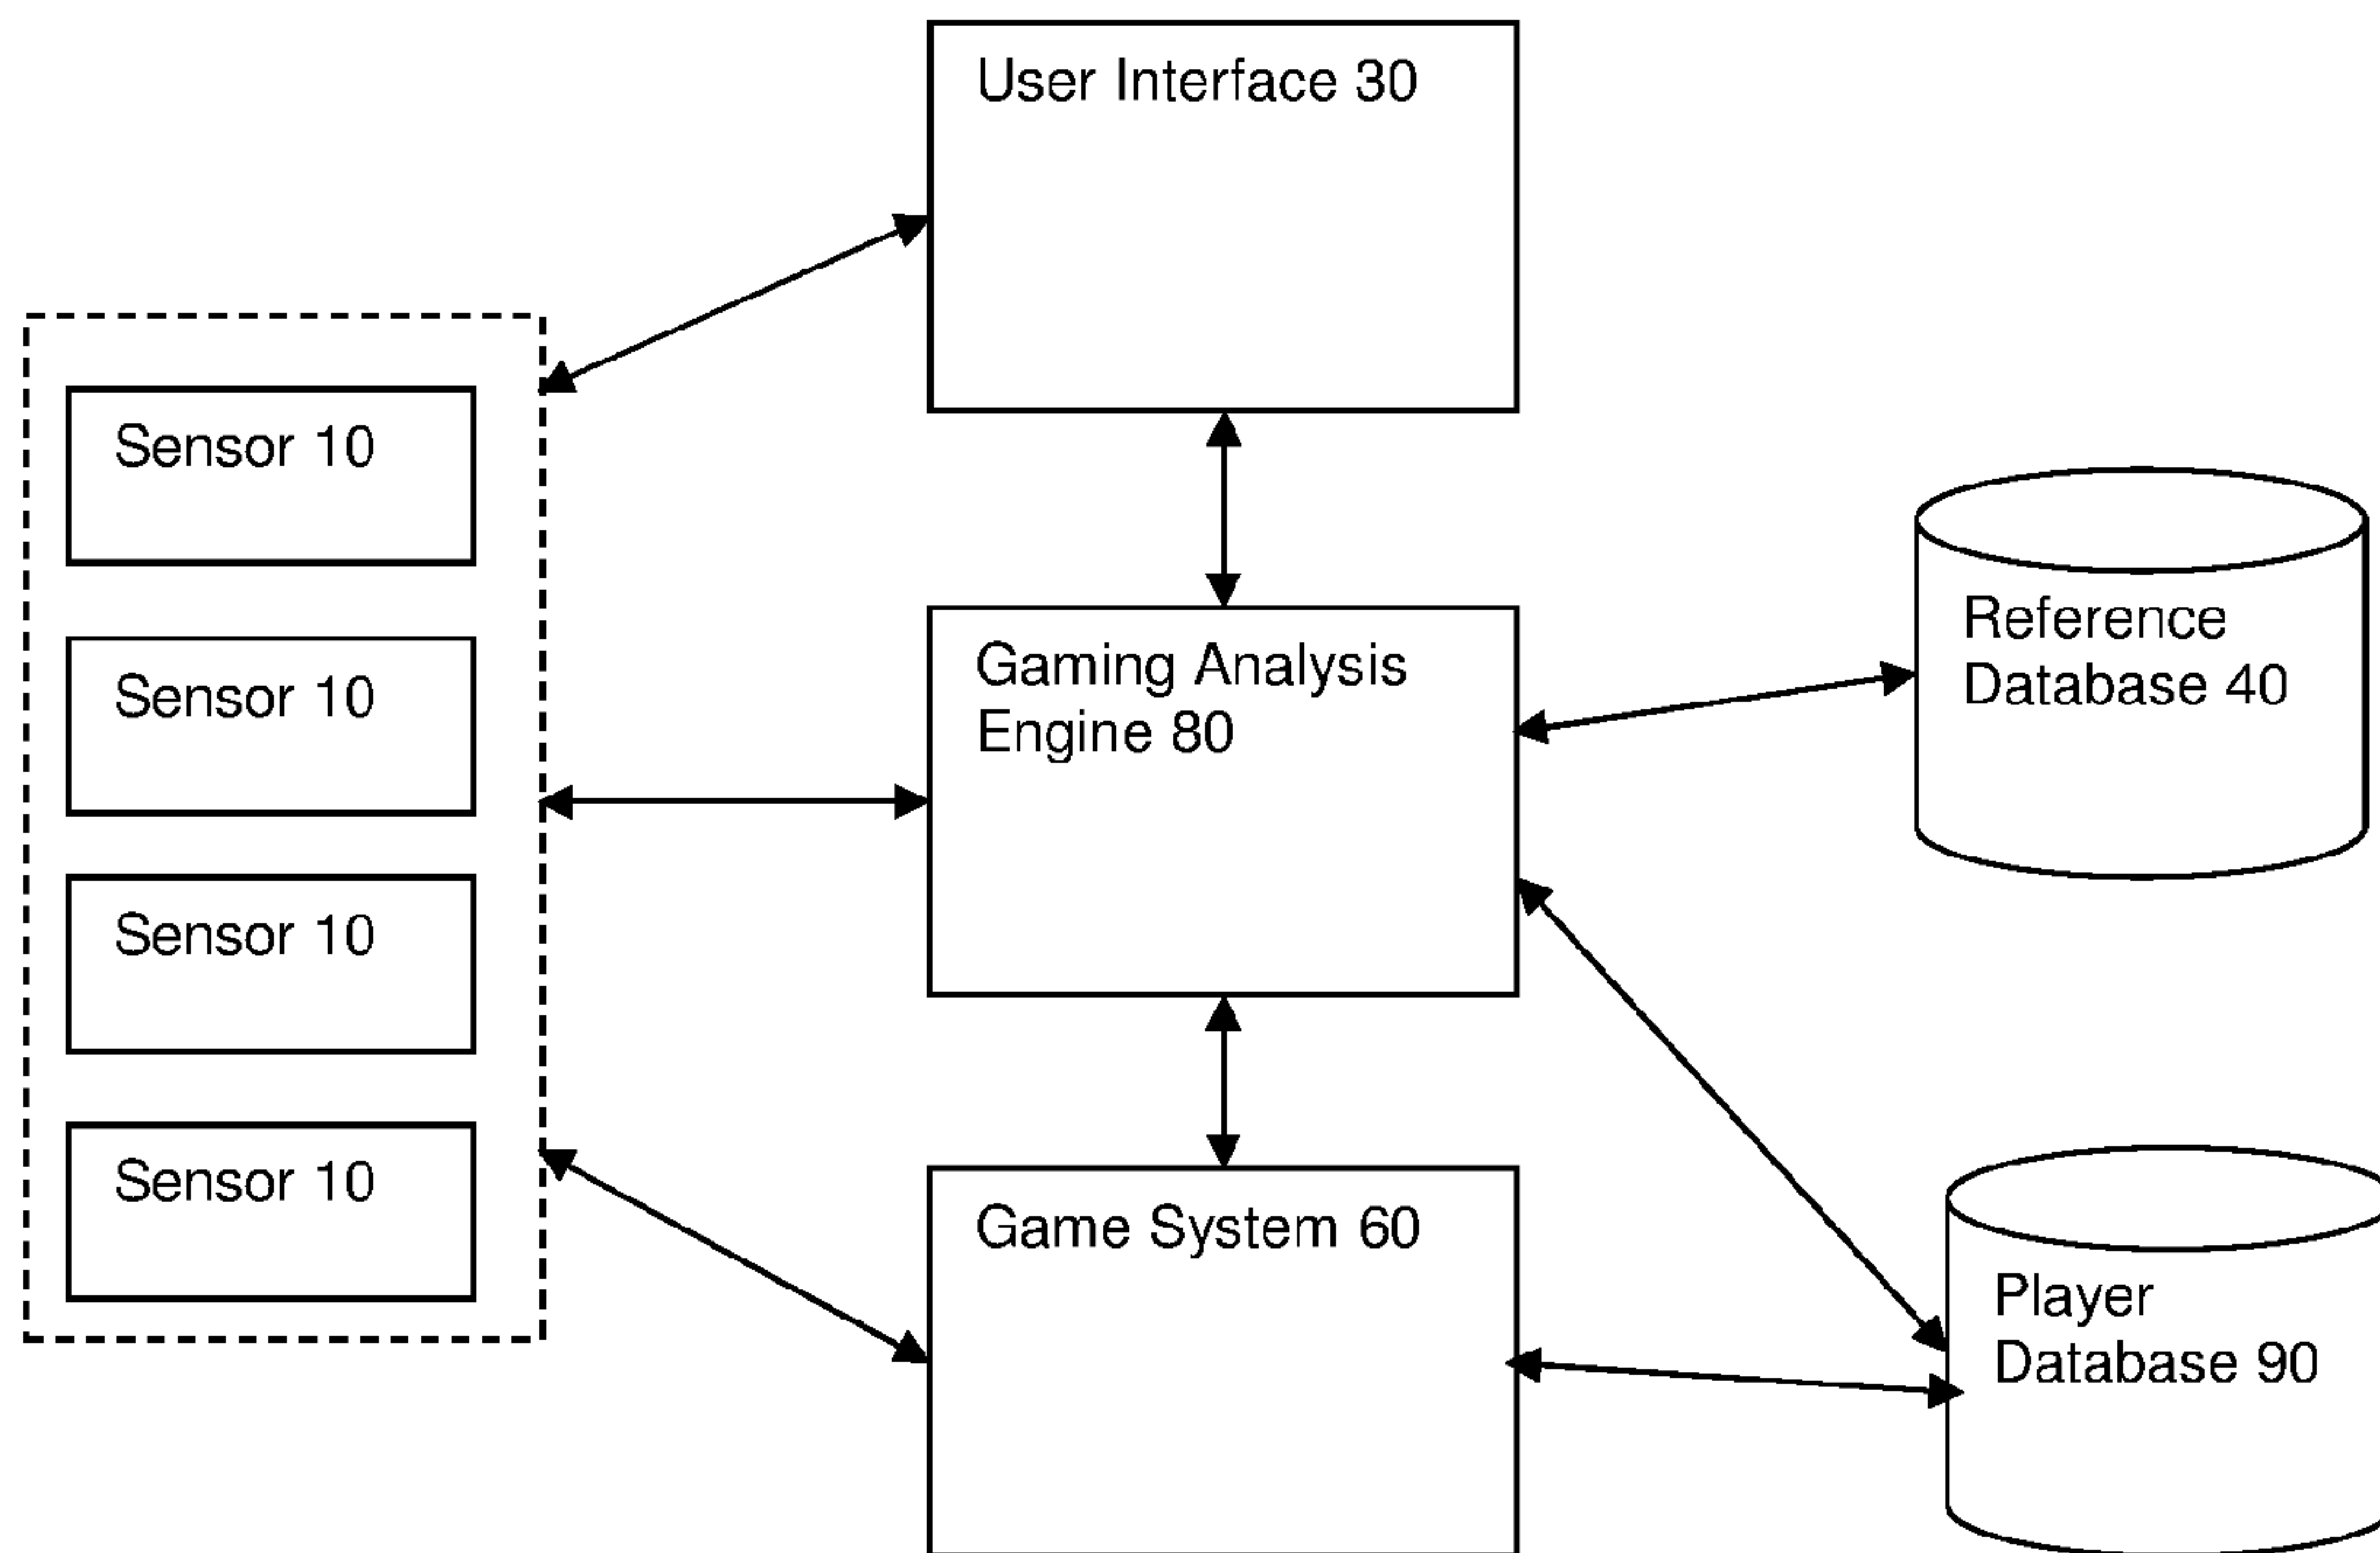 User Interface 30
Sensor 10
Sensor 10
Sensor 10
Sensor 10
Gaming Analysis
Engine 80
Game System 60
Reference
Database 40
Player
Database 90